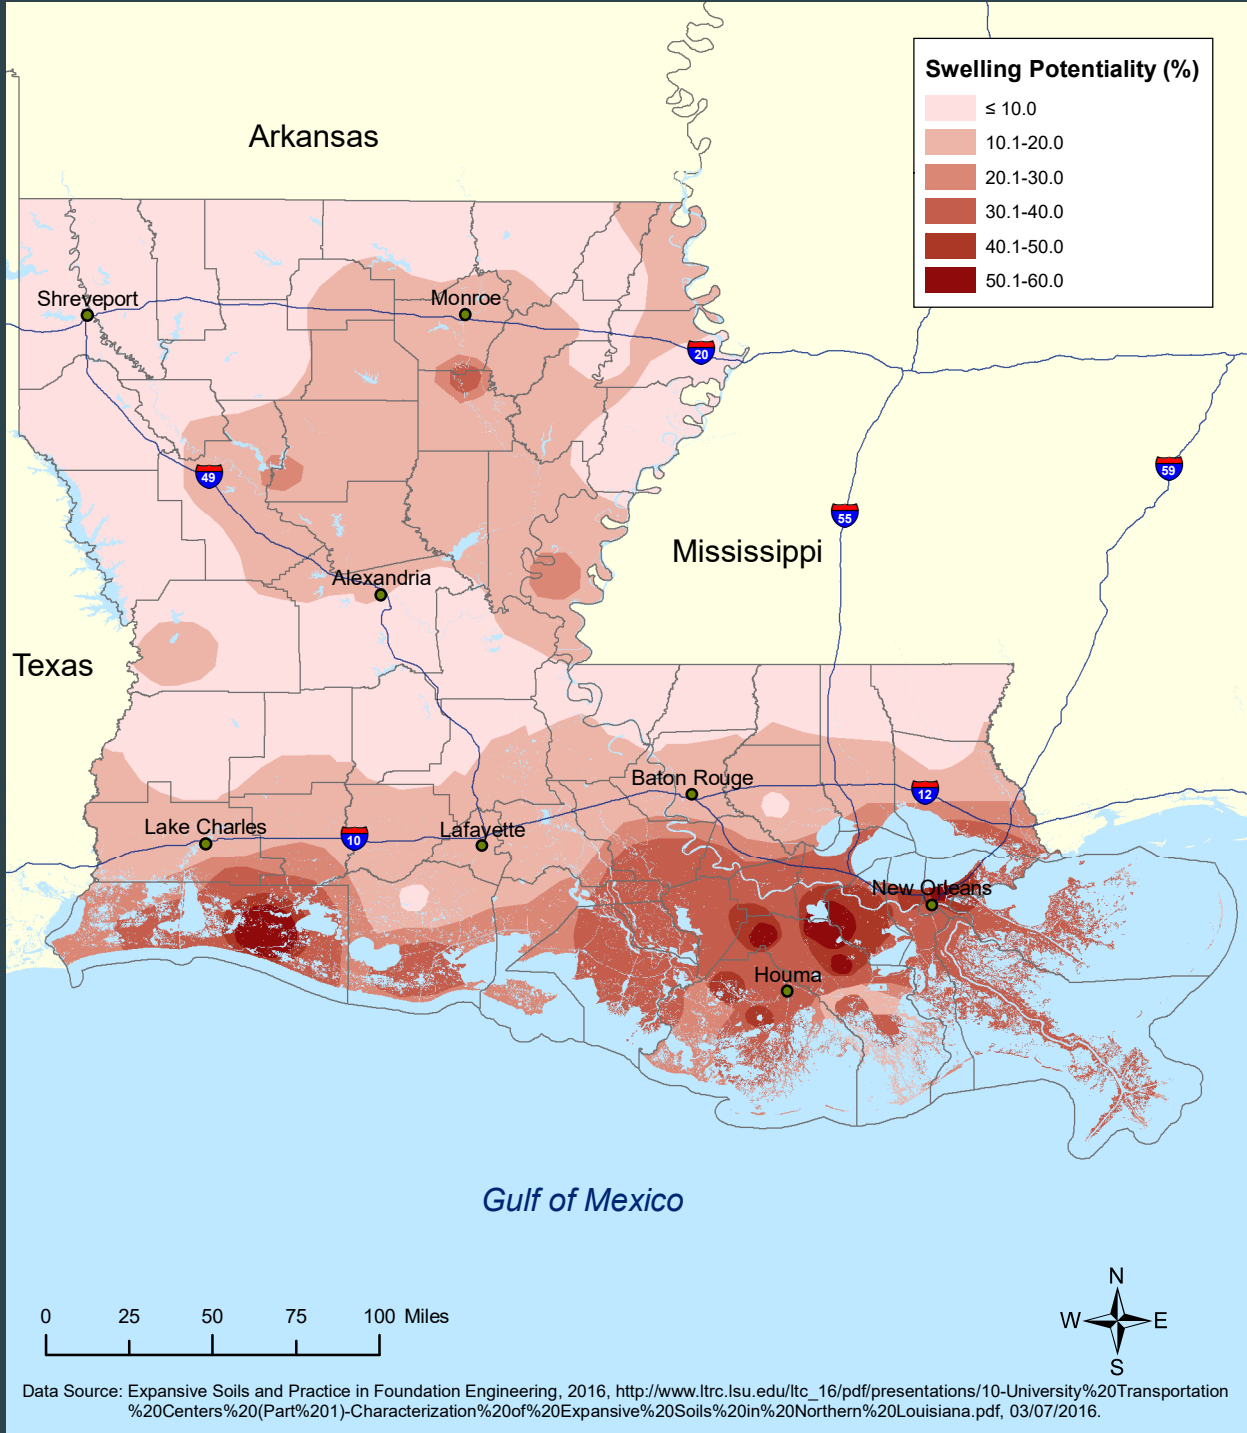 Swelling Potentiality (%)
≤ 10.0
10.1-20.0
20.1-30.0
30.1-40.0
40.1-50.0
50.1-60.0
Arkansas
Shreveport
Monroe
20
49
59
55
Mississippi
Alexandria
Texas
Baton Rouge
12
Lake Charles
10
Lafayette
New Orleans
Houma
Gulf of Mexico
N
W E
S
0 25 50 75 100 Miles
Data Source: Expansive Soils and Practice in Foundation Engineering, 2016, http://www.ltrc.lsu.edu/ltc_16/pdf/presentations/10-University%20Transportation
%20Centers%20(Part%201)-Characterization%20of%20Expansive%20Soils%20in%20Northern%20Louisiana.pdf, 03/07/2016.